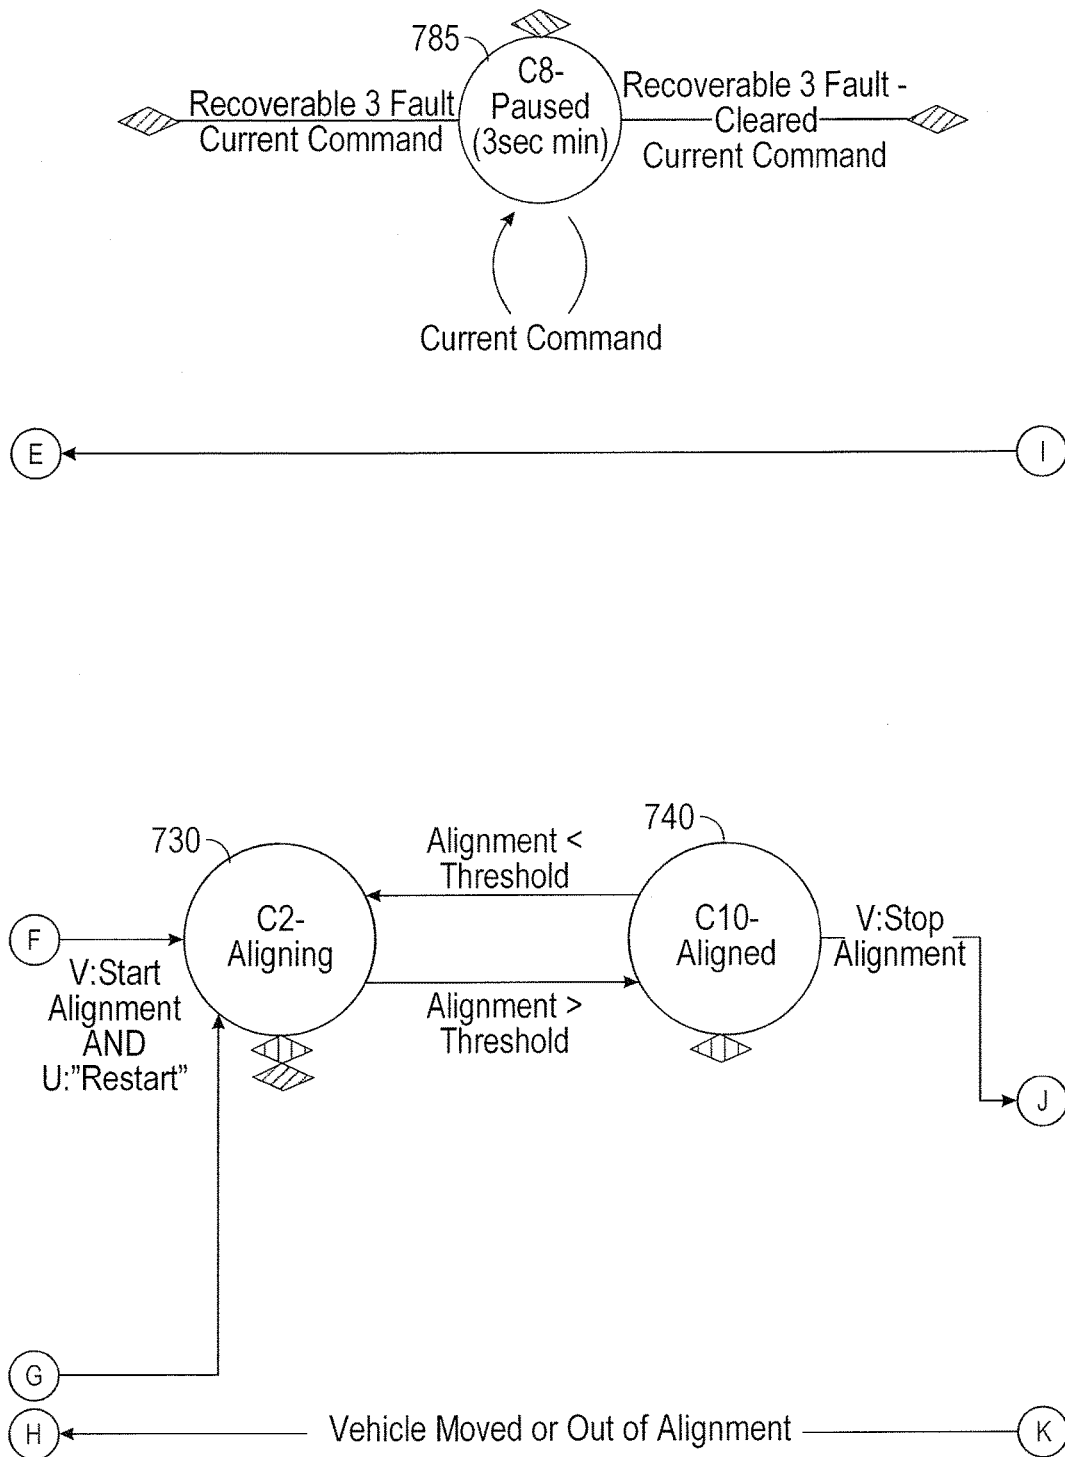 785
C8-
Paused
(3sec min)
Recoverable 3 Fault
Current Command
Recoverable 3 Fault -
Cleared
Current Command
Current Command
E
I
730
C2-
Aligning
Alignment <
Threshold
740
C10-
Aligned
V:Stop
Alignment
F
V:Start
Alignment
AND
U:"Restart"
Alignment >
Threshold
J
G
H
Vehicle Moved or Out of Alignment
K